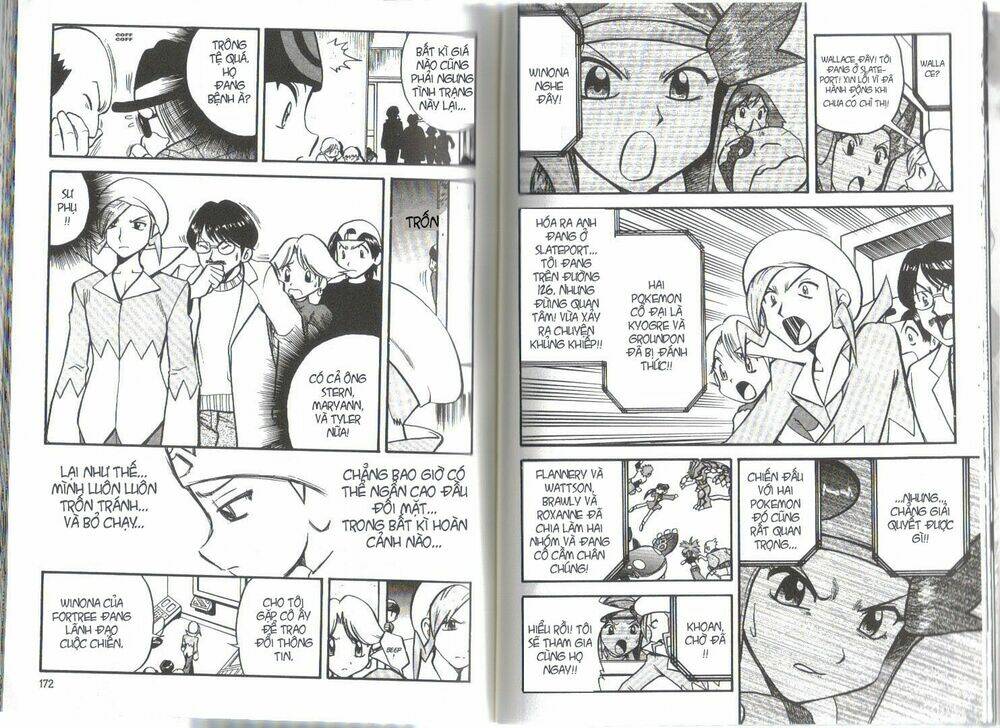 BẤT KÌ GIÁ
NÀO CŨNG
PHẢI NGƯNG
TÌNH TRẠNG
NÀY LẠI...
TRÔNG
TỆ QUÁ.
HỌ
ĐANG
BỆNH À?
COFF
COFF
TRỐN
SƯ
PHỤ
!!
CÓ CẢ ÔNG
STERN,
MARYANN,
VÀ TYLER
NỮA!
CHẲNG BAO GIỜ CÓ
THỂ NGẨN CAO ĐẦU
ĐỐI MẶT...
TRONG BẤT KÌ HOÀN
CẢNH NÀO...
LẠI NHƯ THẾ...
MÌNH LUÔN LUÔN
TRỐN TRÁNH...
VÀ BỎ CHẠY...
BEEP!
CHO TÔI
GẶP CÔ ẤY
ĐỂ TRAO
ĐỔI THÔNG
TIN.
WINONA CỦA
FORTREE ĐANG
LÃNH ĐẠO
CUỘC CHIẾN.
172
WALLA
CE?
WALLACE ĐÂY! TÔI
ĐANG Ở SLATE-
PORT! XIN LỖI VÌ ĐÃ
HÀNH ĐỘNG KHI
CHƯA CÓ CHỈ THỊ!
WINONA
NGHE
ĐÂY!
HAI
POKEMON
CỔ ĐẠI LÀ
KYOGRE VÀ
GROUNDON
ĐÃ BỊ ĐÁNH
THỨC!!
HÓA RA ANH
ĐANG Ở
SLATEPORT...
TÔI ĐANG
TRÊN ĐƯỜNG
126, NHƯNG
ĐỪNG QUAN
TÂM! VỪA XẢY
RA CHUYỆN
KHỦNG KHIẾP!!
...NHƯNG...
CHẲNG GIẢI
QUYẾT ĐƯỢC
GÌ!!
CHIẾN ĐẤU
VỚI HAI
POKEMON
ĐÓ CŨNG
RẤT QUAN
TRỌNG...
FLANNERY VÀ
WATTSON,
BRAWLY VÀ
ROXANNE ĐÃ
CHIA LÀM HAI
NHÓM VÀ ĐANG
CỐ CẦM CHÂN
CHÚNG!
KHOAN,
CHỜ ĐÃ
!!
HIỂU RỒI! TÔI
SẼ THAM GIA
CÙNG HỌ
NGAY!!